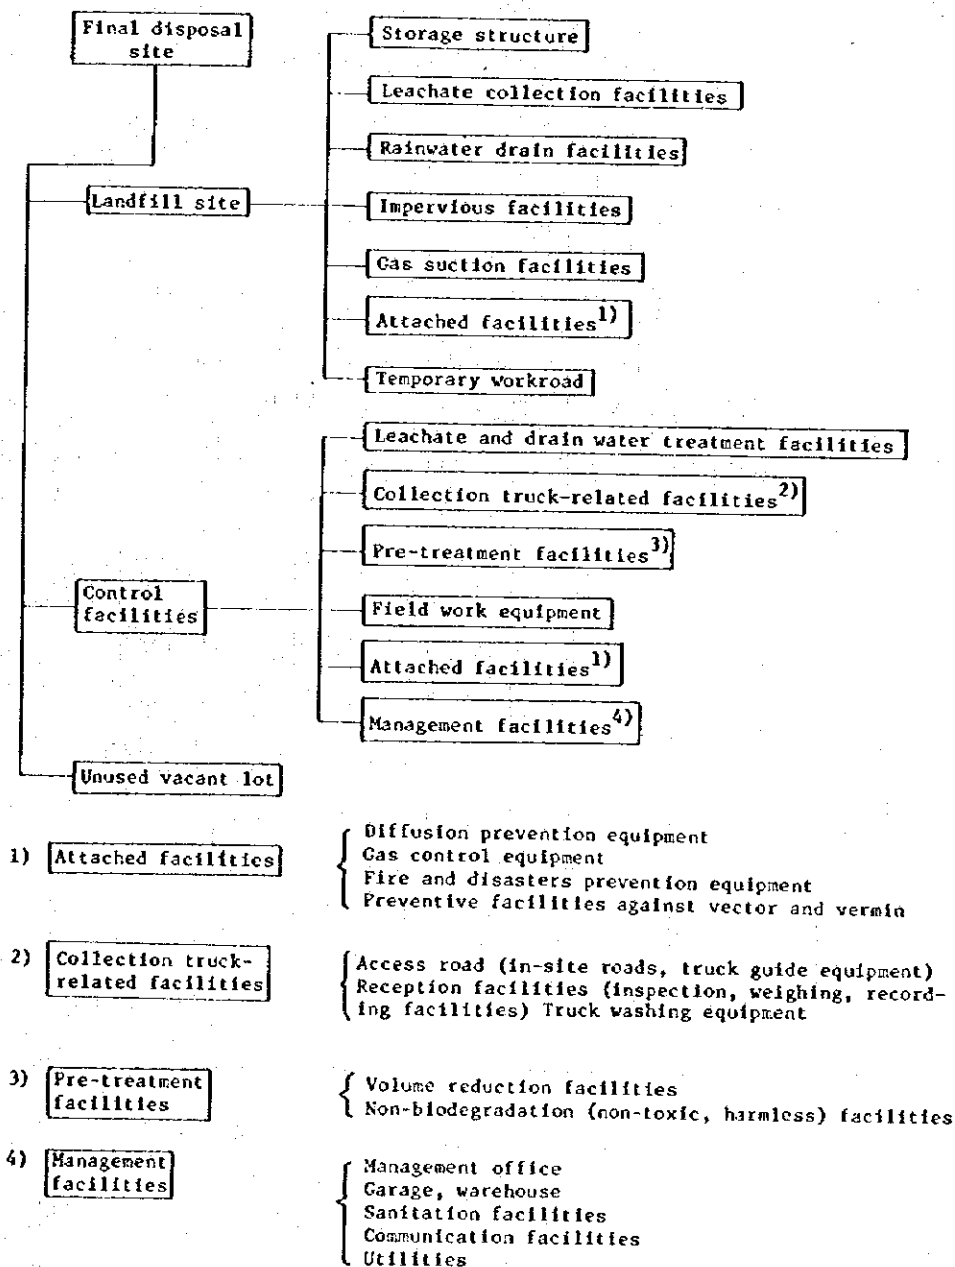 Final disposal
site
Storage structure
Leachate collection facilities
Rainwater drain facilities
Landfill site
Impervious facilities
Gas suction facilities
Attached facilities1)
Temporary workroad
Leachate and drain water treatment facilities
Collection truck-related facilities2)
Pre-treatment facilities3)
Control
facilities
Field work equipment
Attached facilities1)
Management facilities4)
Unused vacant lot
1) Attached facilities
Diffusion prevention equipment
Gas control equipment
Fire and disasters prevention equipment
Preventive facilities against vector and vermin
2) Collection truck-
related facilities
Access road (in-site roads, truck guide equipment)
Reception facilities (inspection, weighing, record-
ing facilities) Truck washing equipment
3) Pre-treatment
facilities
Volume reduction facilities
Non-biodegradation (non-toxic, harmless) facilities
4) Management
facilities
Management office
Garage, warehouse
Sanitation facilities
Communication facilities
Utilities